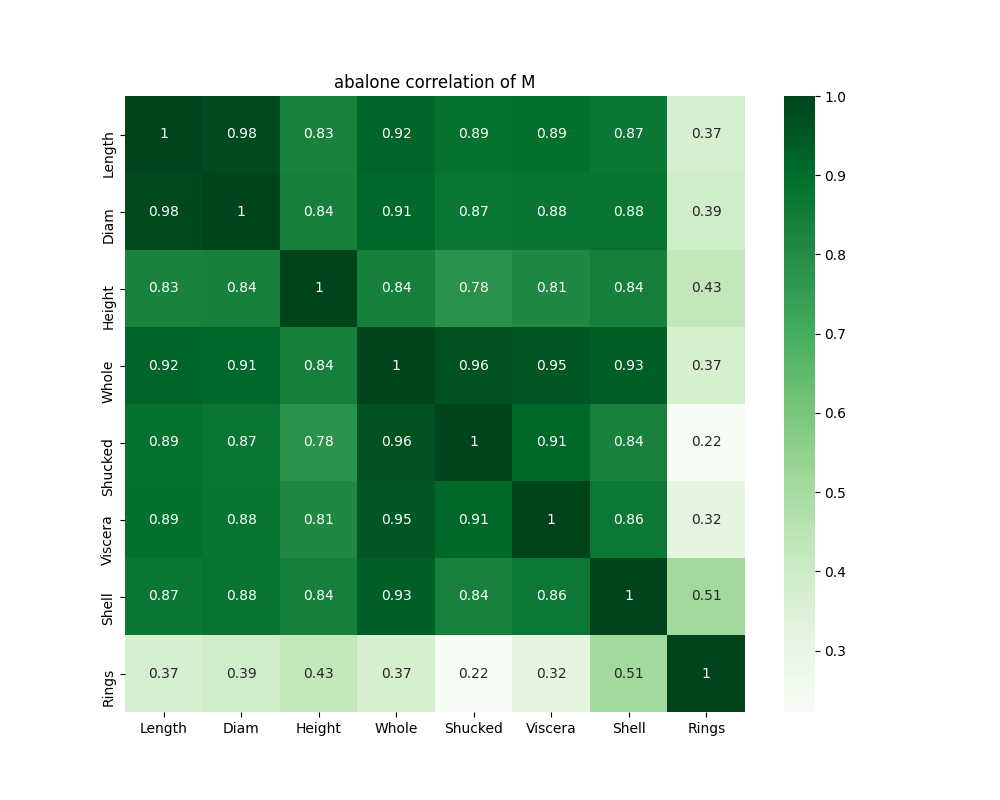 abalone correlation of M
Length 1 0.98 0.83 0.92 0.89 0.89 0.87 0.37
Diam 0.98 1 0.84 0.91 0.87 0.88 0.88 0.39
Height 0.83 0.84 1 0.84 0.78 0.81 0.84 0.43
Whole 0.92 0.91 0.84 1 0.96 0.95 0.93 0.37
Shucked 0.89 0.87 0.78 0.96 1 0.91 0.84 0.22
Viscera 0.89 0.88 0.81 0.95 0.91 1 0.86 0.32
Shell 0.87 0.88 0.84 0.93 0.84 0.86 1 0.51
Rings 0.37 0.39 0.43 0.37 0.22 0.32 0.51 1
Length Diam Height Whole Shucked Viscera Shell Rings
1.0
0.9
0.8
0.7
0.6
0.5
0.4
0.3